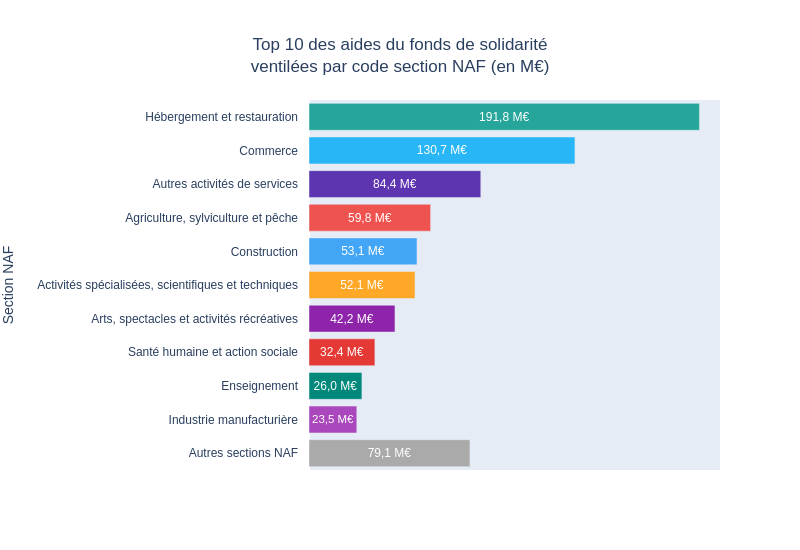 Top 10 des aides du fonds de solidarité
ventilées par code section NAF (en M€)
Section NAF
Hébergement et restauration 191,8 M€
Commerce 130,7 M€
Autres activités de services 84,4 M€
Agriculture, sylviculture et pêche 59,8 M€
Construction 53,1 M€
Activités spécialisées, scientifiques et techniques 52,1 M€
Arts, spectacles et activités récréatives 42,2 M€
Santé humaine et action sociale 32,4 M€
Enseignement 26,0 M€
Industrie manufacturière 23,5 M€
Autres sections NAF 79,1 M€